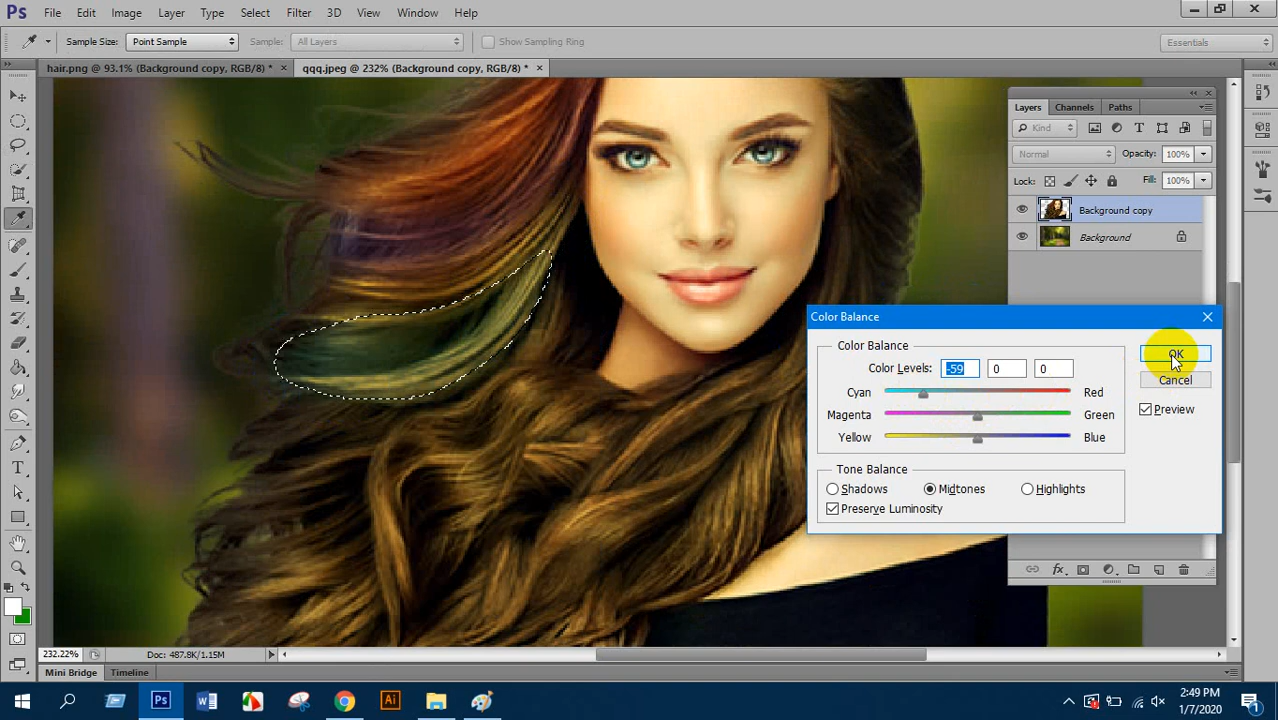 Ps File Edit Image Layer Type Select Filter 3D View Window Help
Sample Size: Point Sample Sample: All Layers Show Sampling Ring Essentials
hair.png @ 93.1% (Background copy, RGB/8) * × qqq.jpeg @ 232% (Background copy, RGB/8) * ×
Layers Channels Paths
Kind
Normal Opacity: 100%
Lock: Fill: 100%
Background copy
Background
Color Balance
Color Balance
OK
Color Levels: -59 0 0
Cancel
Cyan Red
Preview
Magenta Green
Yellow Blue
Tone Balance
Shadows Midtones Highlights
Preserve Luminosity
fx
232.22% Doc: 487.8K/1.15M
Mini Bridge Timeline
Ps Ai
2:49 PM
1/7/2020
1